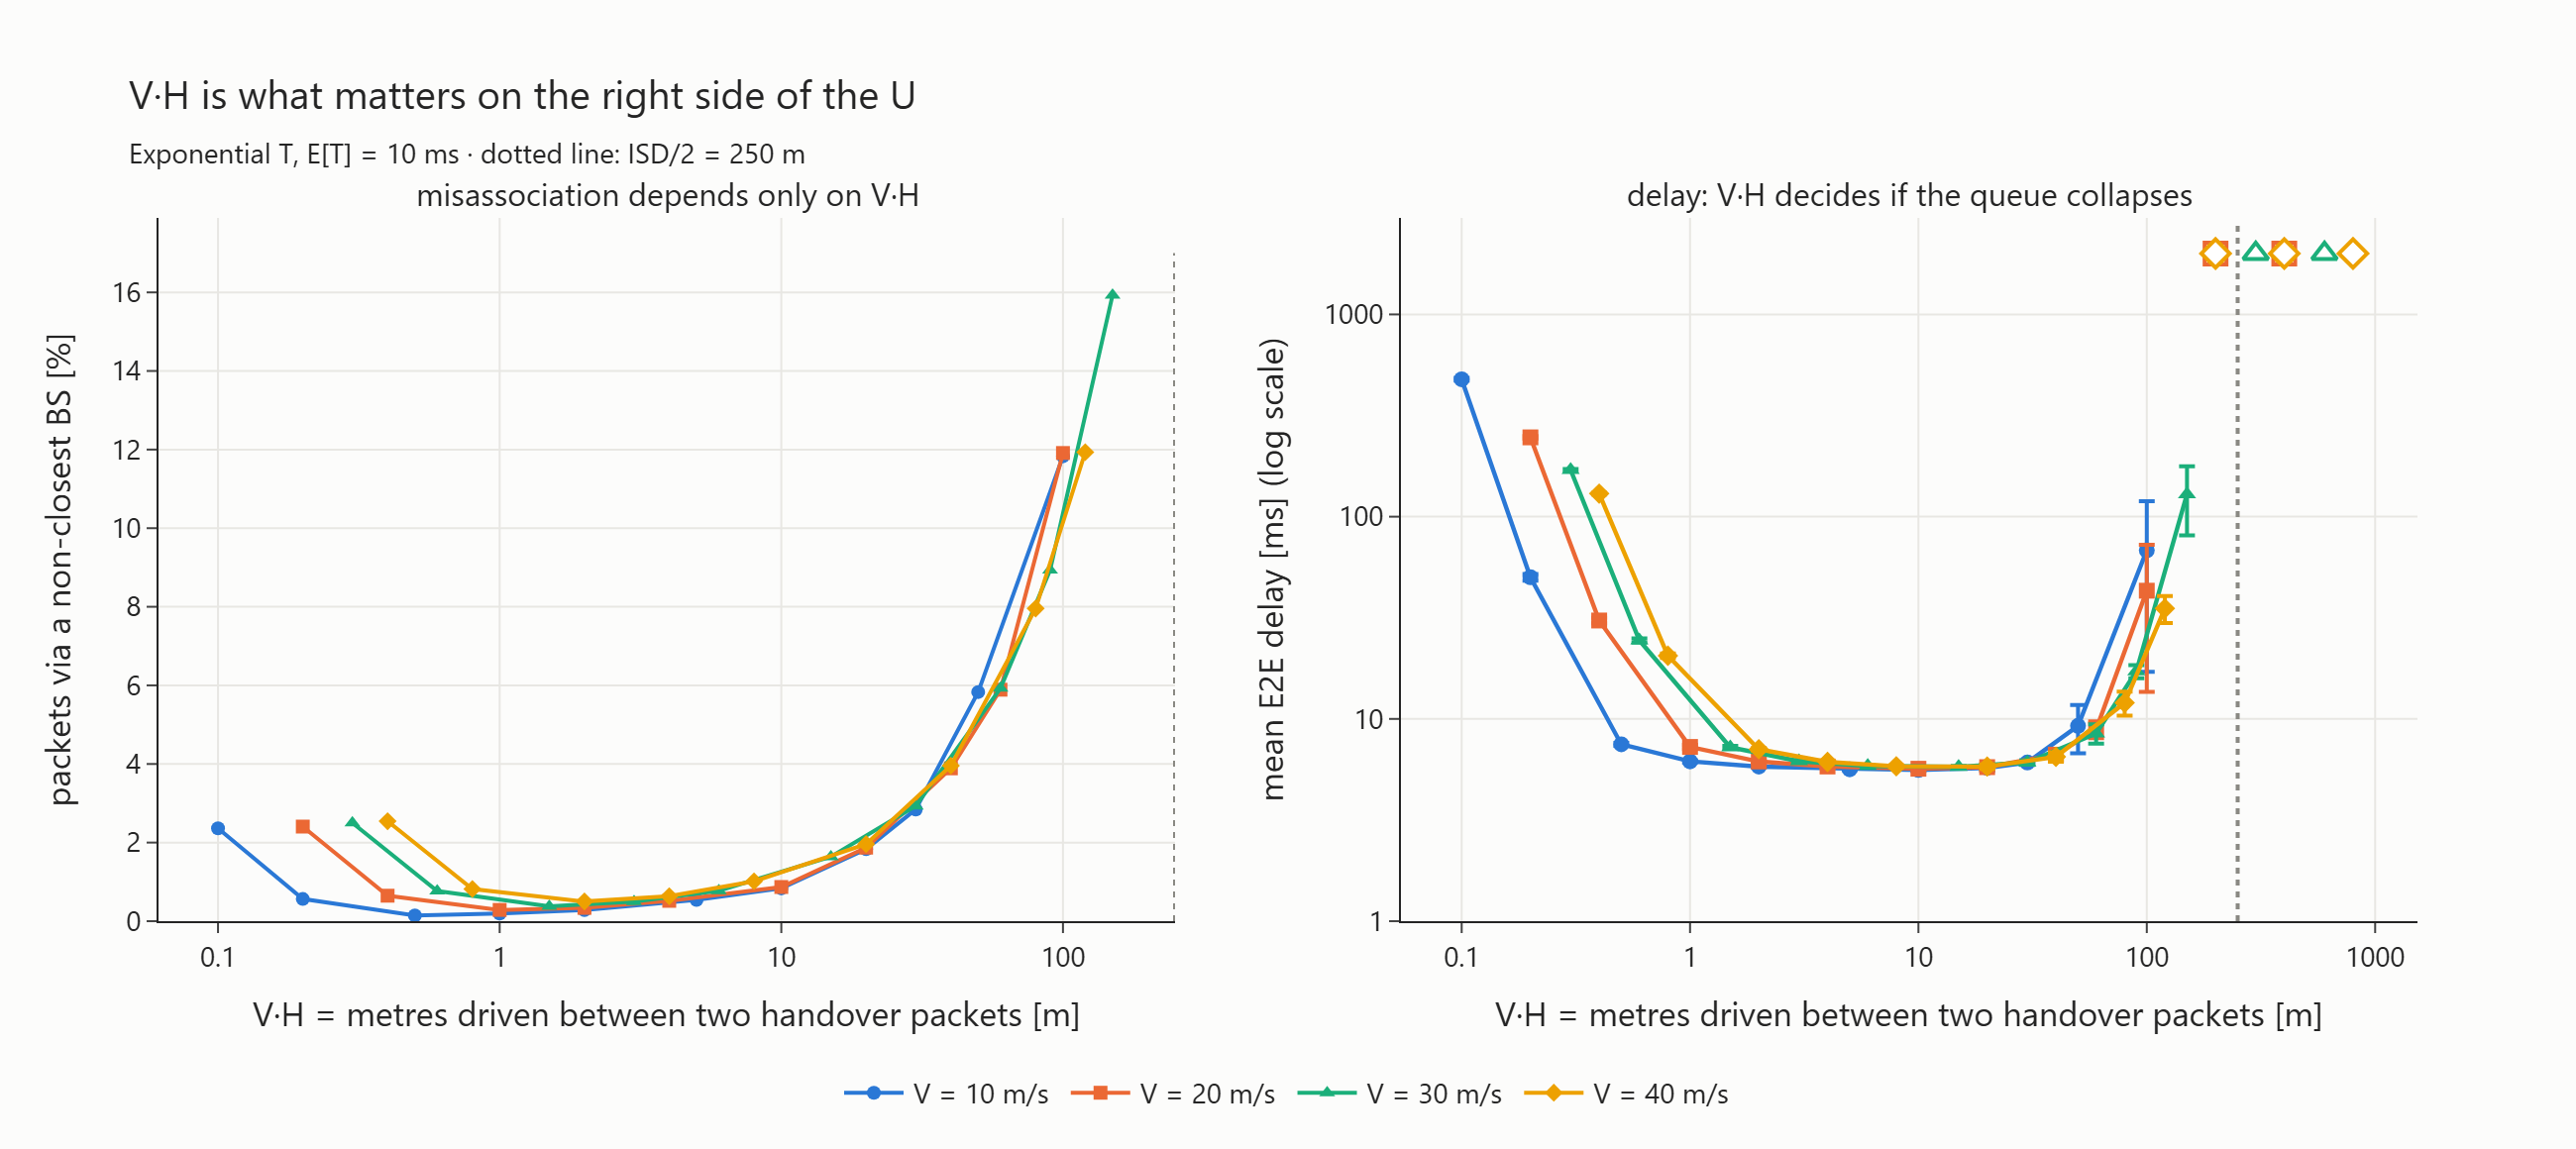 V·H is what matters on the right side of the U
Exponential T, E[T] = 10 ms · dotted line: ISD/2 = 250 m
misassociation depends only on V·H
packets via a non-closest BS [%]
16
14
12
10
8
6
4
2
0
0.1
1
10
100
V·H = metres driven between two handover packets [m]
delay: V·H decides if the queue collapses
mean E2E delay [ms] (log scale)
1000
100
10
1
0.1
1
10
100
1000
V·H = metres driven between two handover packets [m]
V = 10 m/s
V = 20 m/s
V = 30 m/s
V = 40 m/s